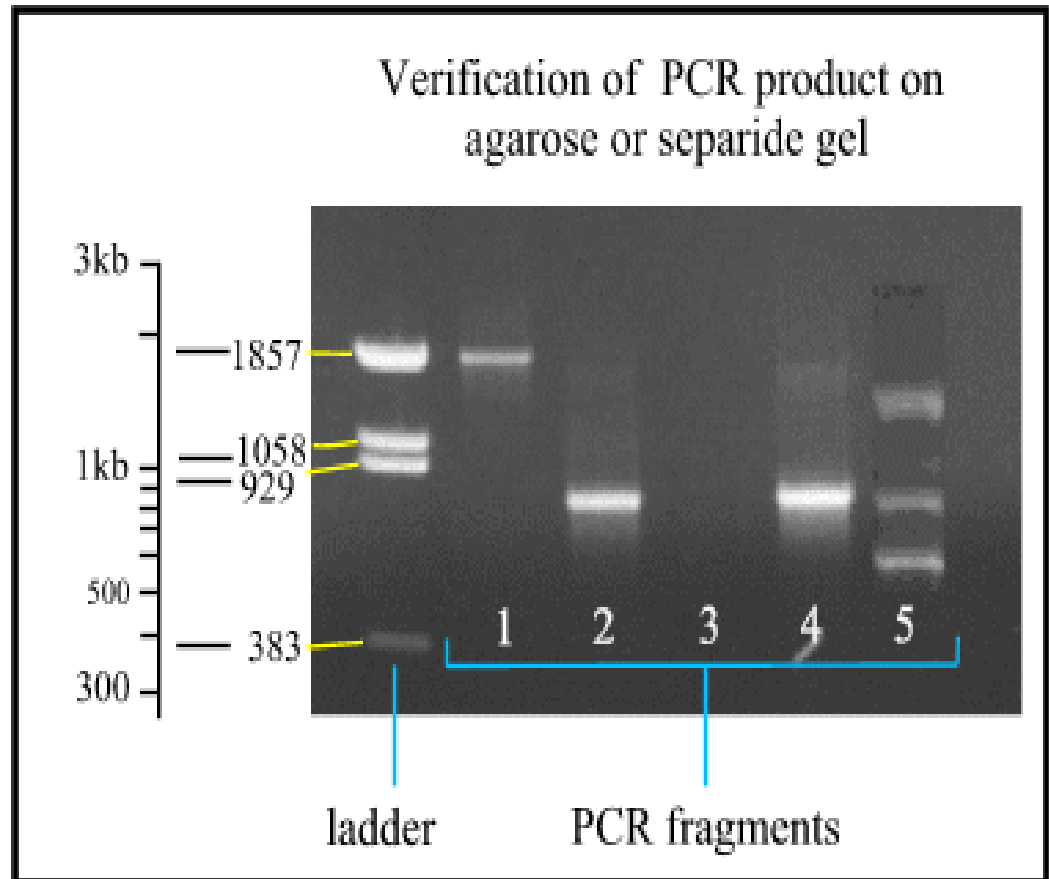 Verification of PCR product on
agarose or separide gel
3kb
1857
1058
1kb
929
500
383
300
1 2 3 4 5
ladder
PCR fragments